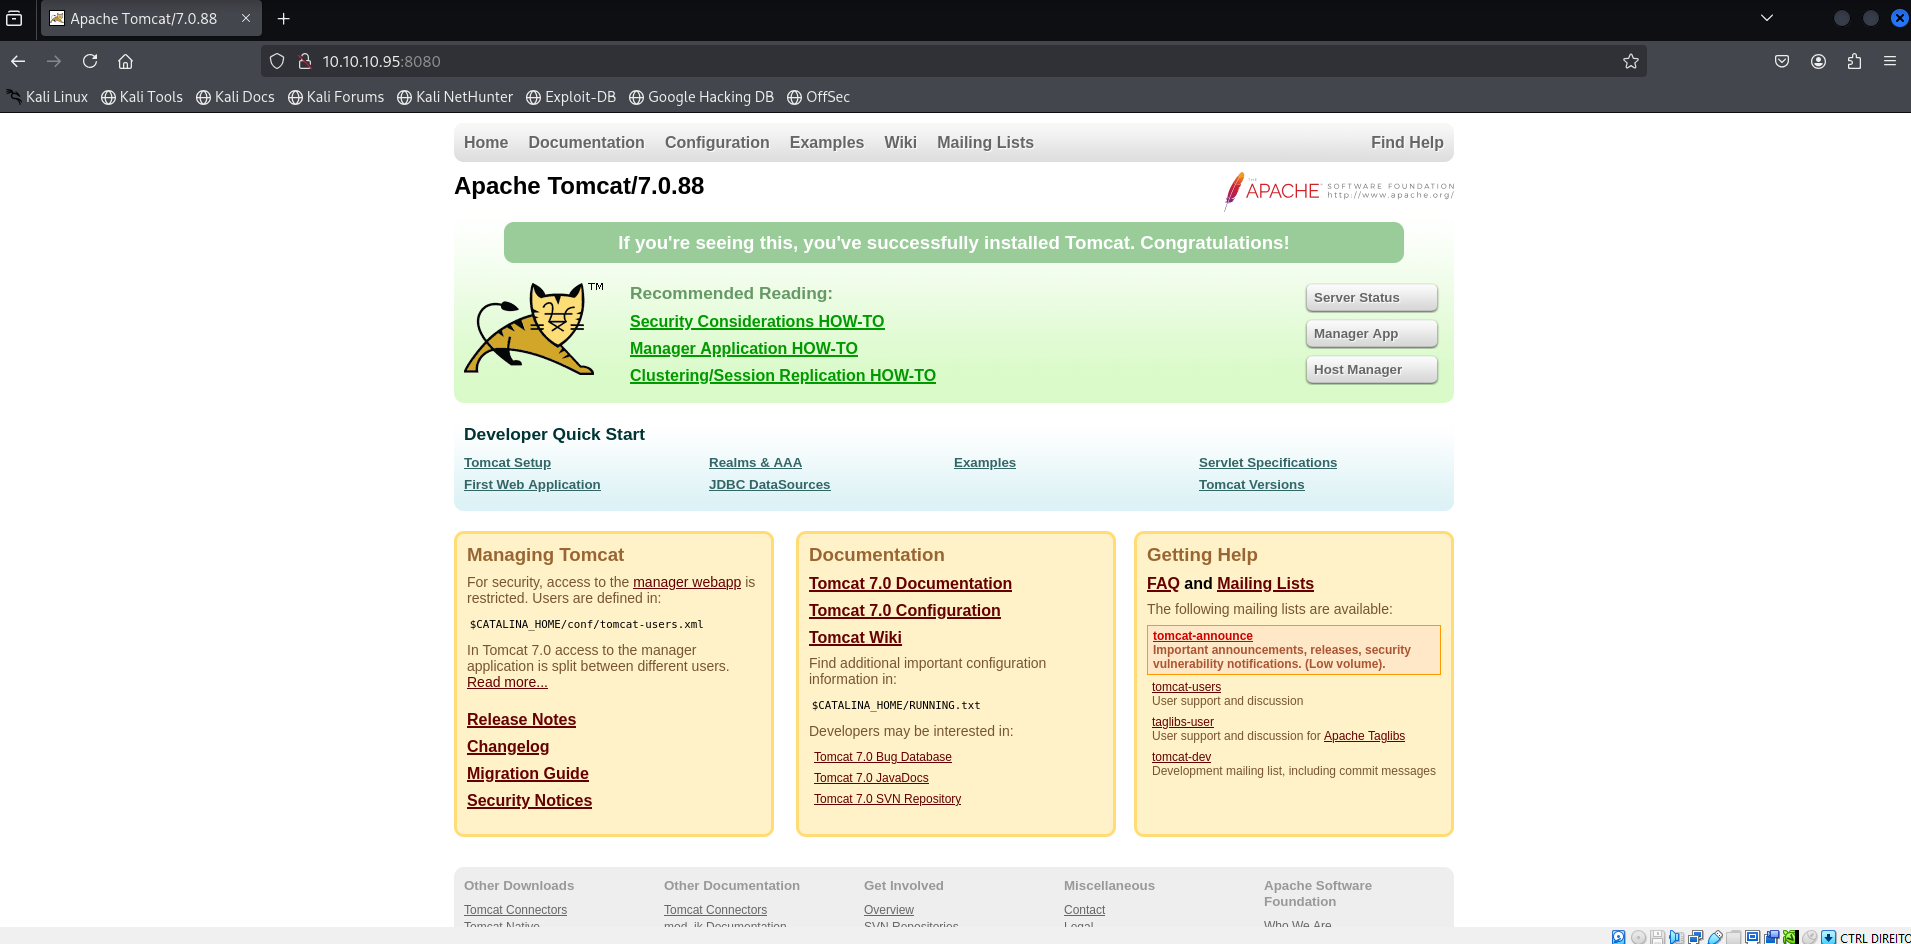 Apache Tomcat/7.0.88
10.10.10.95:8080
Kali Linux Kali Tools Kali Docs Kali Forums Kali NetHunter Exploit-DB Google Hacking DB OffSec
Home Documentation Configuration Examples Wiki Mailing Lists Find Help
Apache Tomcat/7.0.88
THE APACHE SOFTWARE FOUNDATION
http://www.apache.org/
If you're seeing this, you've successfully installed Tomcat. Congratulations!
TM
Recommended Reading:
Security Considerations HOW-TO
Manager Application HOW-TO
Clustering/Session Replication HOW-TO
Server Status
Manager App
Host Manager
Developer Quick Start
Tomcat Setup
First Web Application
Realms & AAA
JDBC DataSources
Examples
Servlet Specifications
Tomcat Versions
Managing Tomcat
For security, access to the manager webapp is
restricted. Users are defined in:
$CATALINA_HOME/conf/tomcat-users.xml
In Tomcat 7.0 access to the manager
application is split between different users.
Read more...
Release Notes
Changelog
Migration Guide
Security Notices
Documentation
Tomcat 7.0 Documentation
Tomcat 7.0 Configuration
Tomcat Wiki
Find additional important configuration
information in:
$CATALINA_HOME/RUNNING.txt
Developers may be interested in:
Tomcat 7.0 Bug Database
Tomcat 7.0 JavaDocs
Tomcat 7.0 SVN Repository
Getting Help
FAQ and Mailing Lists
The following mailing lists are available:
tomcat-announce
Important announcements, releases, security
vulnerability notifications. (Low volume).
tomcat-users
User support and discussion
taglibs-user
User support and discussion for Apache Taglibs
tomcat-dev
Development mailing list, including commit messages
Other Downloads
Tomcat Connectors
Tomcat Native
Other Documentation
Tomcat Connectors
mod_jk Documentation
Get Involved
Overview
SVN Repositories
Miscellaneous
Contact
Legal
Apache Software
Foundation
Who We Are
CTRL DIREITO